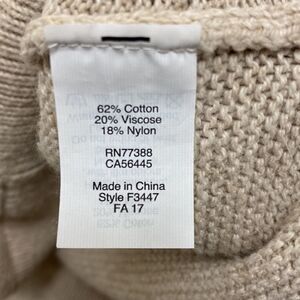 62% Cotton
20% Viscose
18% Nylon
RN77388
CA56445
Made in China
Style F3447
FA 17